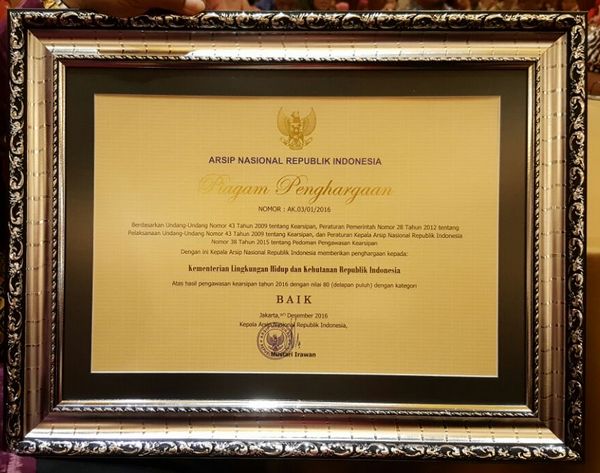 ARSIP NASIONAL REPUBLIK INDONESIA
Piagam Penghargaan
NOMOR : AK.03/01/2016
Berdasarkan Undang-Undang Nomor 43 Tahun 2009 tentang Kearsipan, Peraturan Pemerintah Nomor 28 Tahun 2012 tentang
Pelaksanaan Undang-Undang Nomor 43 Tahun 2009 tentang Kearsipan, dan Peraturan Kepala Arsip Nasional Republik Indonesia
Nomor 38 Tahun 2015 tentang Pedoman Pengawasan Kearsipan
Dengan ini Kepala Arsip Nasional Republik Indonesia memberikan penghargaan kepada:
Kementerian Lingkungan Hidup dan Kehutanan Republik Indonesia
Atas hasil pengawasan kearsipan tahun 2016 dengan nilai 80 (delapan puluh) dengan kategori
BAIK
Jakarta, Desember 2016
Kepala Arsip Nasional Republik Indonesia,
Mustari Irawan